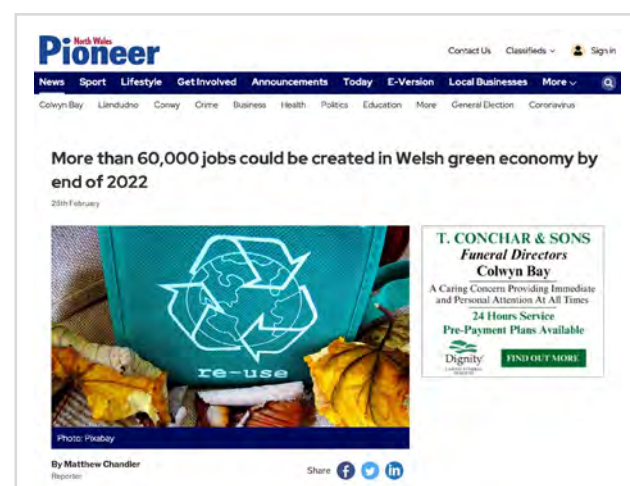 North Wales
Pioneer
Contact Us Classifieds Sign in
News Sport Lifestyle Get Involved Announcements Today E-Version Local Businesses More
Colwyn Bay Llandudno Conwy Crime Business Health Politics Education More General Election Coronavirus
More than 60,000 jobs could be created in Welsh green economy by
end of 2022
February
re-use
Photo: Pixabay
By Matthew Chandler
Reporter
Share
T. CONCHAR & SONS
Funeral Directors
Colwyn Bay
A Caring Concern Providing Immediate
and Personal Attention At All Times
24 Hours Service
Pre-Payment Plans Available
Dignity
FIND OUT MORE